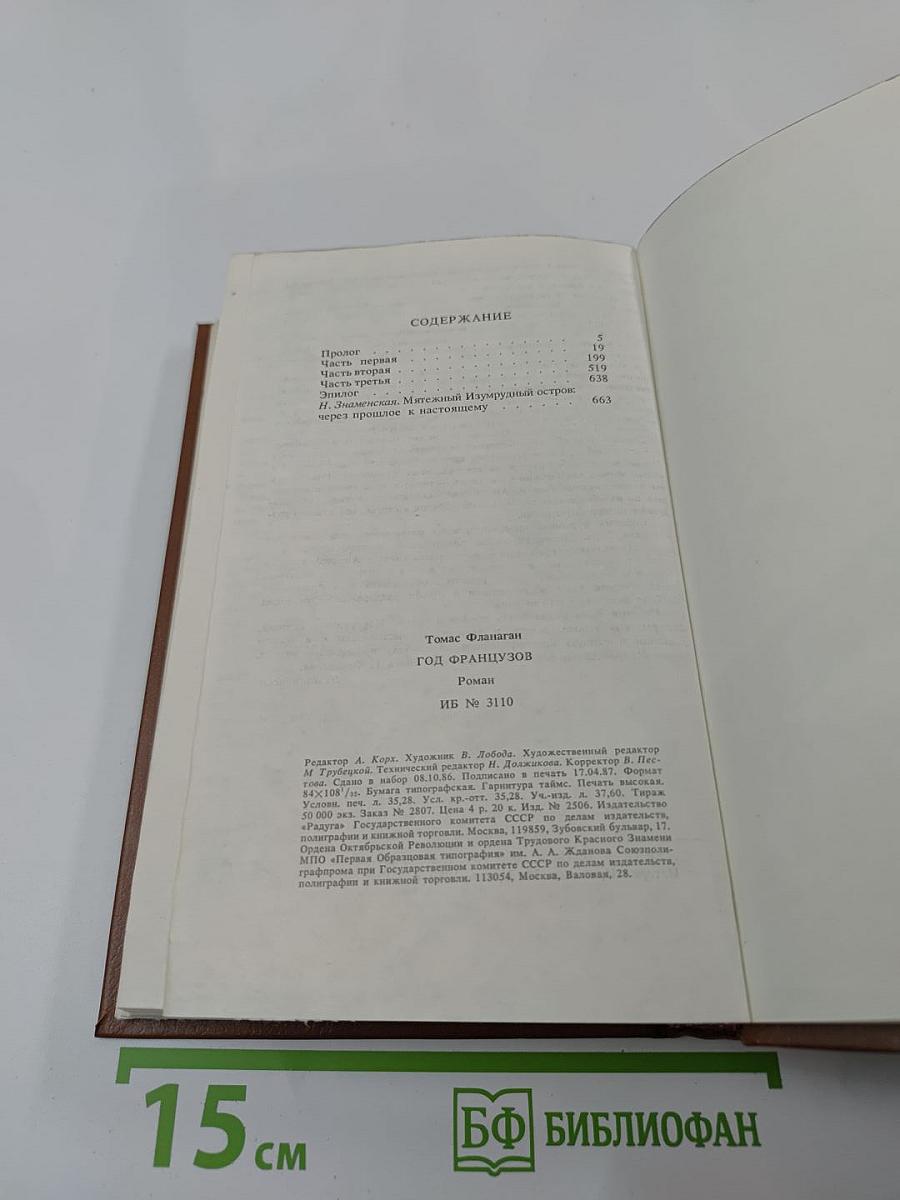 СОДЕРЖАНИЕ
Пролог . . . . . . . . . . . . . . . 5
Часть первая . . . . . . . . . . . . . 19
Часть вторая . . . . . . . . . . . . . 199
Часть третья . . . . . . . . . . . . . 519
Эпилог . . . . . . . . . . . . . . . 638
Н. Знаменская. Мятежный Изумрудный остров:
через прошлое к настоящему . . . . . . 663
Томас Фланаган
ГОД ФРАНЦУЗОВ
Роман
ИБ № 3110
Редактор А. Корх. Художник В. Лобода. Художественный редактор
М Трубецкой. Технический редактор Н. Должикова. Корректор В. Пес-
това. Сдано в набор 08.10.86. Подписано в печать 17.04.87. Формат
84×108¹/₃₂. Бумага типографская. Гарнитура таймс. Печать высокая.
Условн. печ. л. 35,28. Усл. кр.-отт. 35,28. Уч.-изд. л. 37,60. Тираж
50 000 экз. Заказ № 2807. Цена 4 р. 20 к. Изд. № 2506. Издательство
«Радуга» Государственного комитета СССР по делам издательств,
полиграфии и книжной торговли. Москва, 119859, Зубовский бульвар, 17.
Ордена Октябрьской Революции и ордена Трудового Красного Знамени
МПО «Первая Образцовая типография» им. А. А. Жданова Союзполи-
графпрома при Государственном комитете СССР по делам издательств,
полиграфии и книжной торговли. 113054, Москва, Валовая, 28.
15 см
БФ БИБЛИОФАН